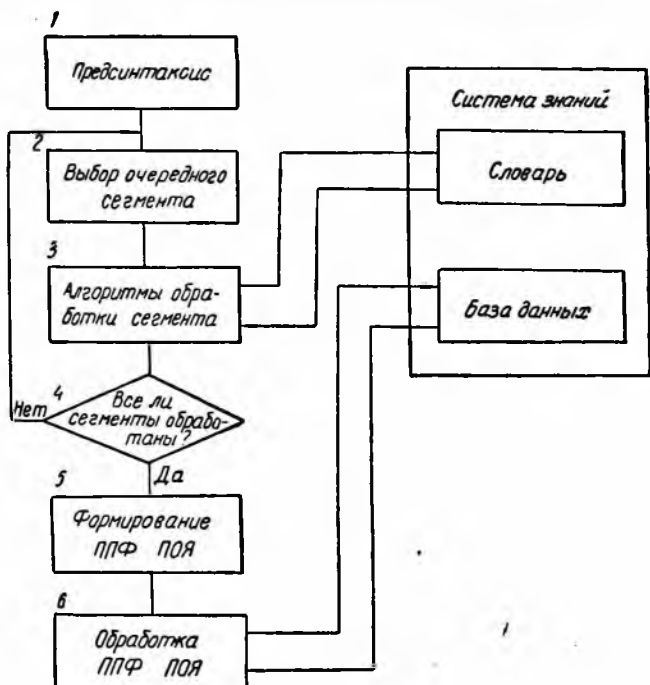 1
Предсинтаксис
2
Выбор очередного
сегмента
3
Алгоритмы обра-
ботки сегмента
4
Нет
Все ли
сегменты обрабо-
таны?
Да
5
Формирование
ППФ ПОЯ
6
Обработка
ППФ ПОЯ
Система знаний
Словарь
База данных